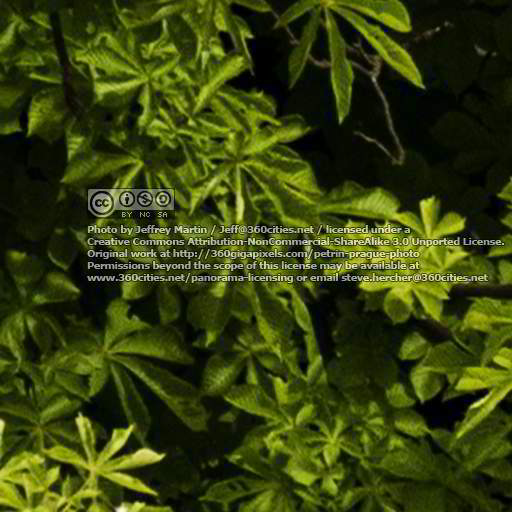 cc BY NC SA
Photo by Jeffrey Martin / Jeff@360cities.net / licensed under a
Creative Commons Attribution-NonCommercial-ShareAlike 3.0 Unported License.
Original work at http://360gigapixels.com/petrin-prague-photo
Permissions beyond the scope of this license may be available at
www.360cities.net/panorama-licensing or email steve.hercher@360cities.net